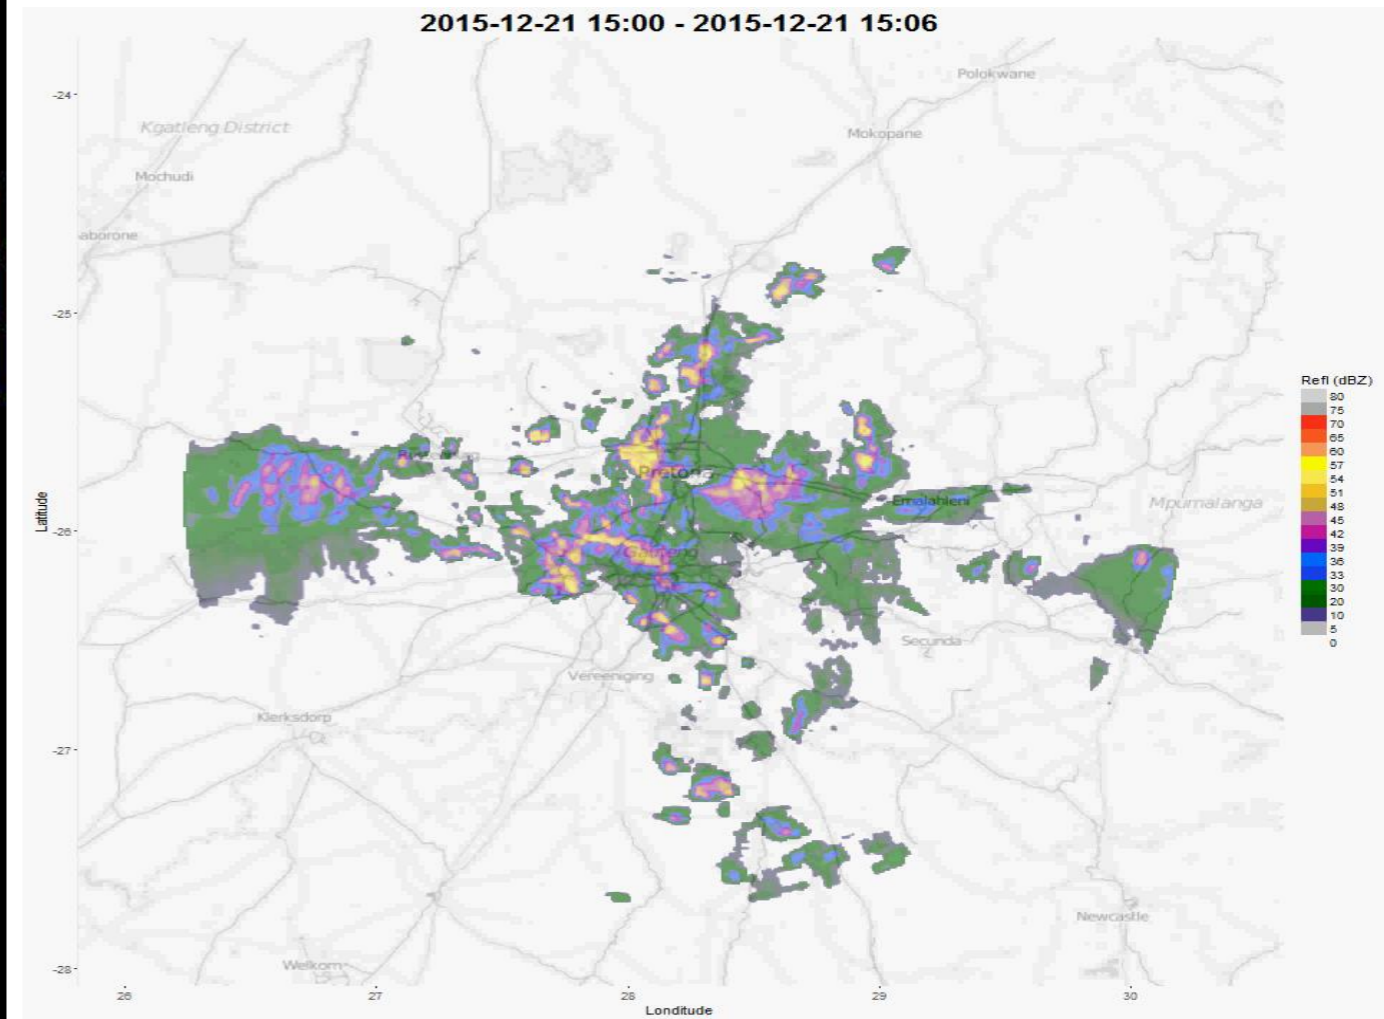 2015-12-21 15:00 - 2015-12-21 15:06
Polokwane
-24
Kgatleng District
Mokopane
Mochudi
aborone
-25
Refl (dBZ)
80
75
70
65
60
57
54
51
48
45
42
39
36
33
30
20
10
5
0
Pretoria
Latitude
Emalahleni
Mpumalanga
-26
Gauteng
Secunda
Vereeniging
Klerksdorp
-27
Newcastle
Welkom
-28
26
27
28
29
30
Londitude